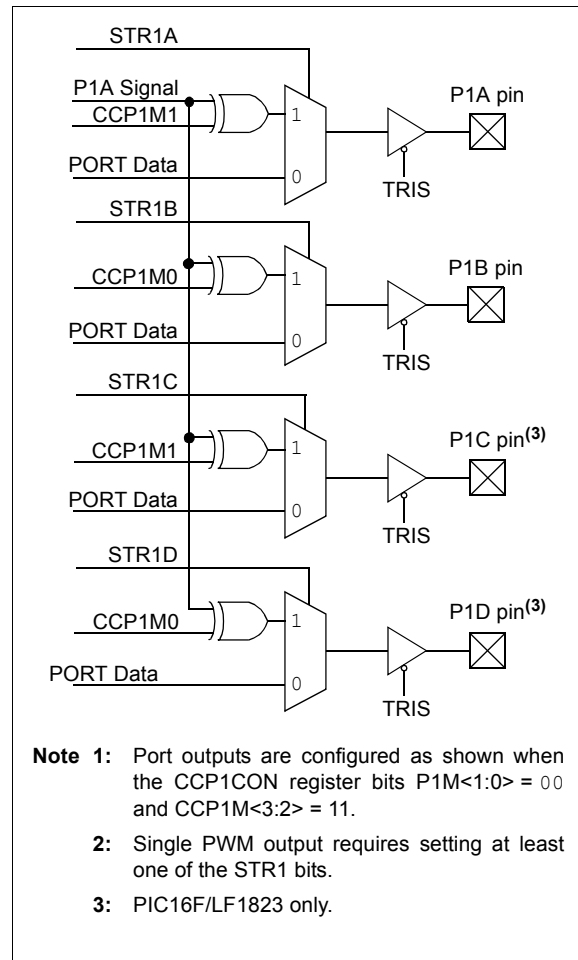 STR1A
P1A Signal
CCP1M1
1
P1A pin
PORT Data
0
TRIS
STR1B
CCP1M0
1
P1B pin
PORT Data
0
TRIS
STR1C
CCP1M1
1
P1C pin(3)
PORT Data
0
TRIS
STR1D
CCP1M0
1
P1D pin(3)
PORT Data
0
TRIS
Note 1: Port outputs are configured as shown when
the CCP1CON register bits P1M<1:0> = 00
and CCP1M<3:2> = 11.
2: Single PWM output requires setting at least
one of the STR1 bits.
3: PIC16F/LF1823 only.